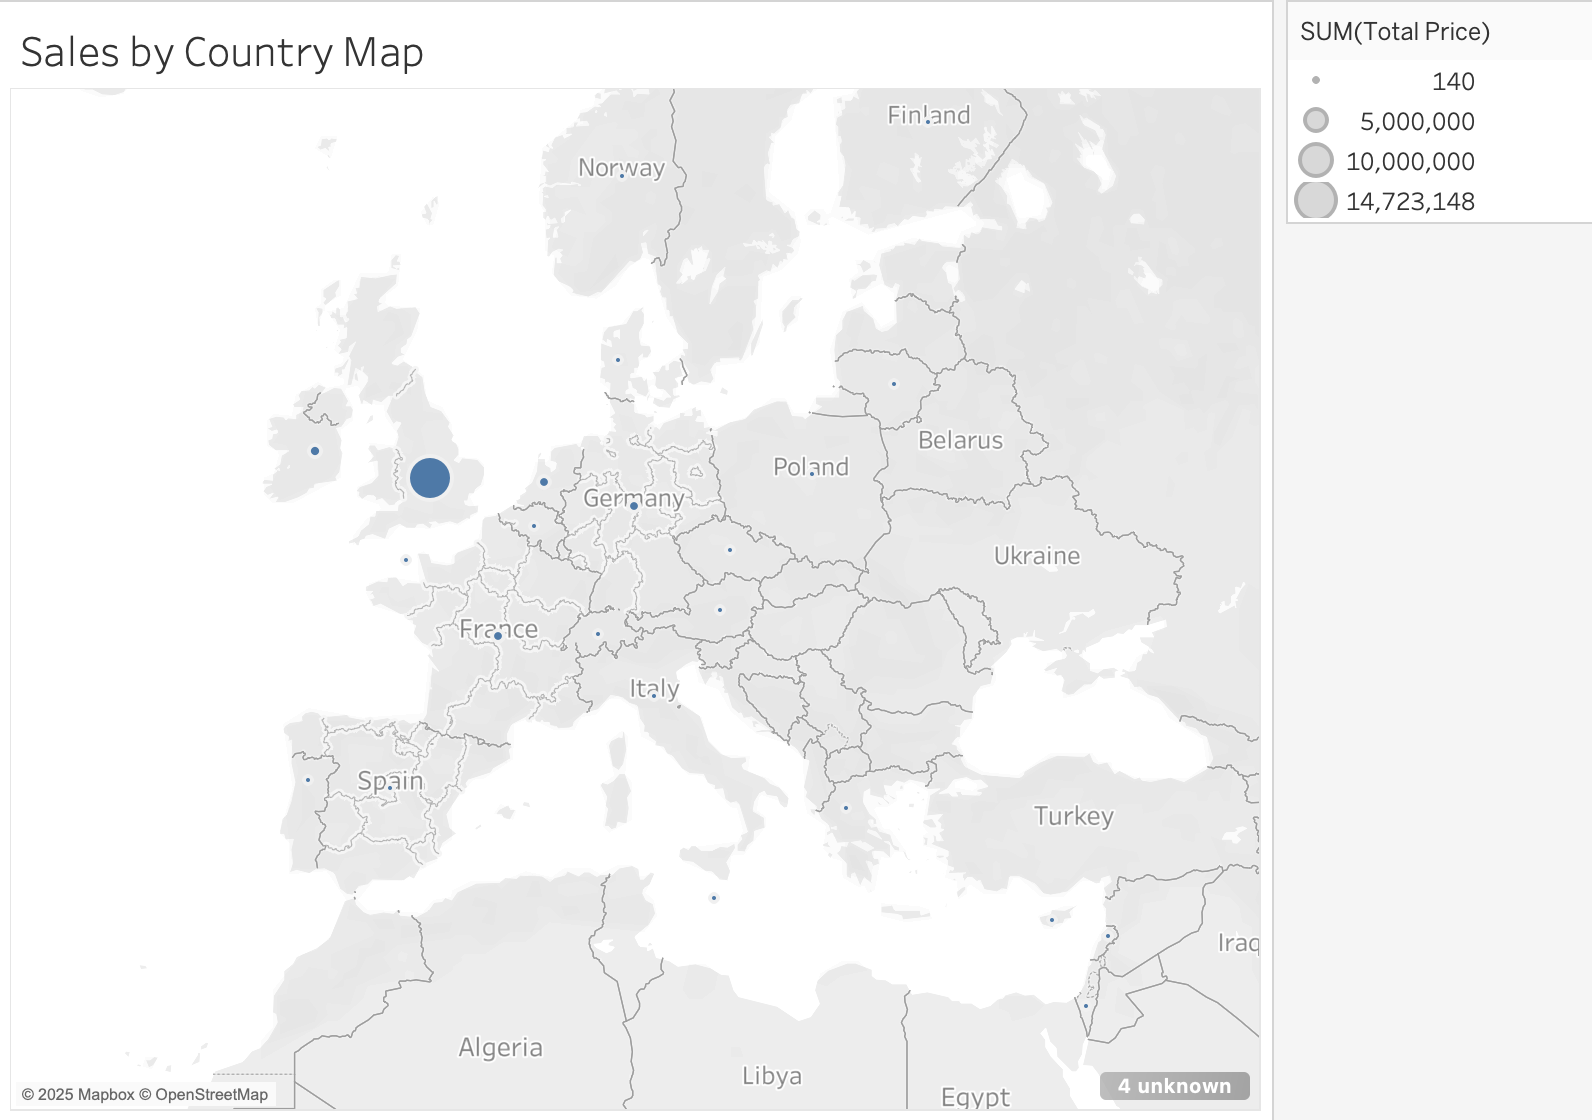 Sales by Country Map
SUM(Total Price)
140
5,000,000
10,000,000
14,723,148
Finland
Norway
Belarus
Poland
Germany
Ukraine
France
Italy
Spain
Turkey
Iraq
Algeria
Libya
Egypt
4 unknown
© 2025 Mapbox © OpenStreetMap